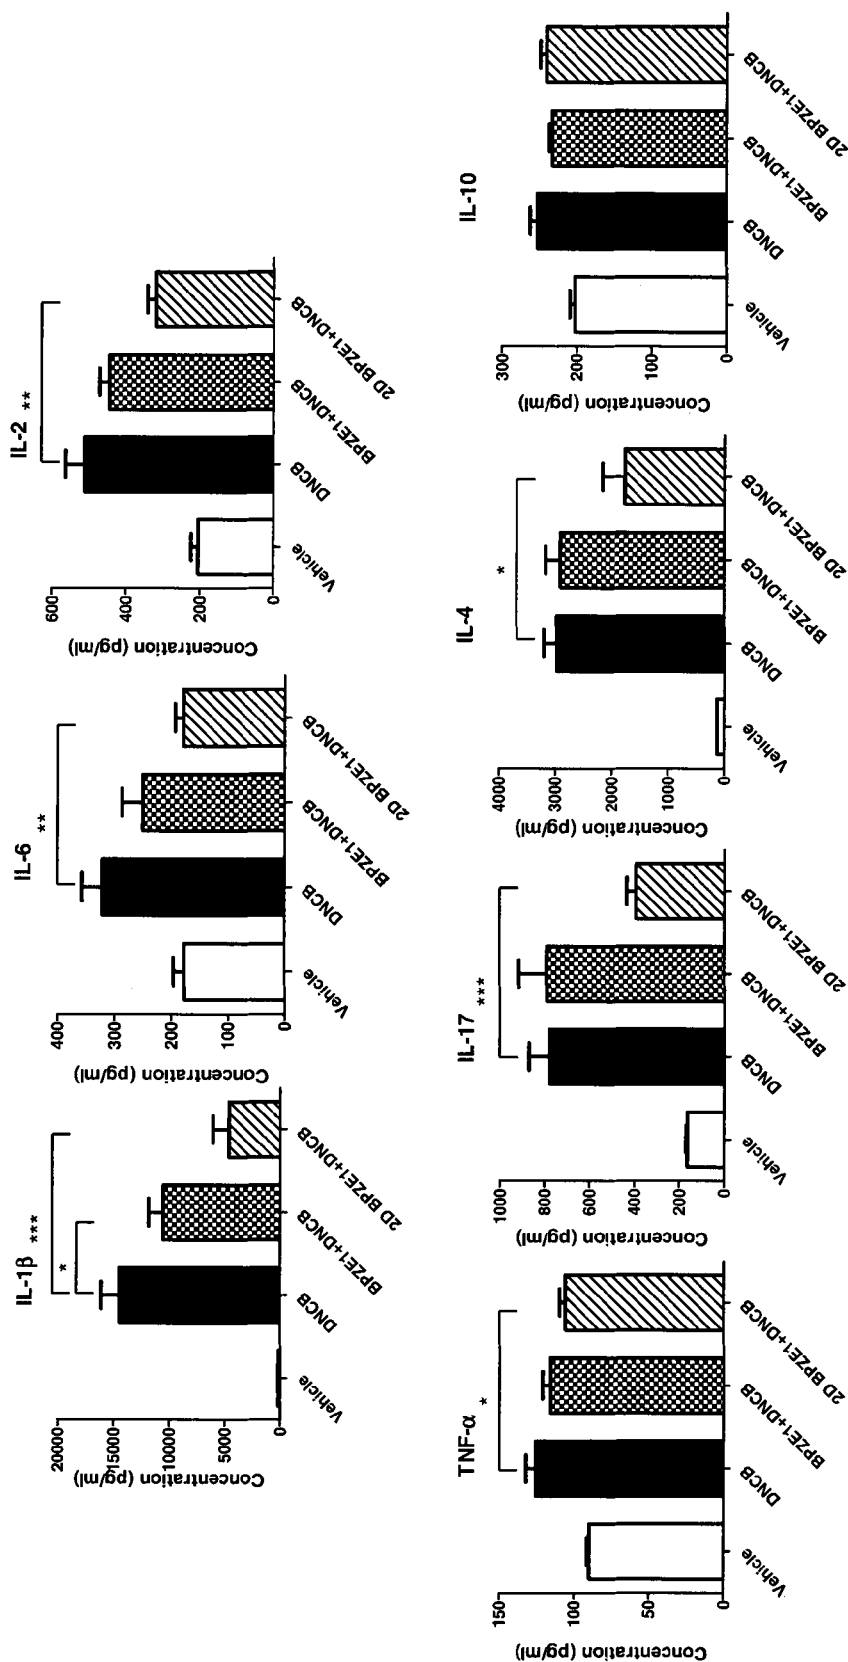 IL-1β
***
*
Concentration (pg/ml)
20000
15000
10000
5000
0
Vehicle
DNCB
BPZE1+DNCB
2D BPZE1+DNCB
IL-6
**
Concentration (pg/ml)
400
300
200
100
0
Vehicle
DNCB
BPZE1+DNCB
2D BPZE1+DNCB
IL-2
**
Concentration (pg/ml)
600
400
200
0
Vehicle
DNCB
BPZE1+DNCB
2D BPZE1+DNCB
TNF-α
*
Concentration (pg/ml)
150
100
50
0
Vehicle
DNCB
BPZE1+DNCB
2D BPZE1+DNCB
IL-17
***
Concentration (pg/ml)
1000
800
600
400
200
0
Vehicle
DNCB
BPZE1+DNCB
2D BPZE1+DNCB
IL-4
*
Concentration (pg/ml)
4000
3000
2000
1000
0
Vehicle
DNCB
BPZE1+DNCB
2D BPZE1+DNCB
IL-10
Concentration (pg/ml)
300
200
100
0
Vehicle
DNCB
BPZE1+DNCB
2D BPZE1+DNCB